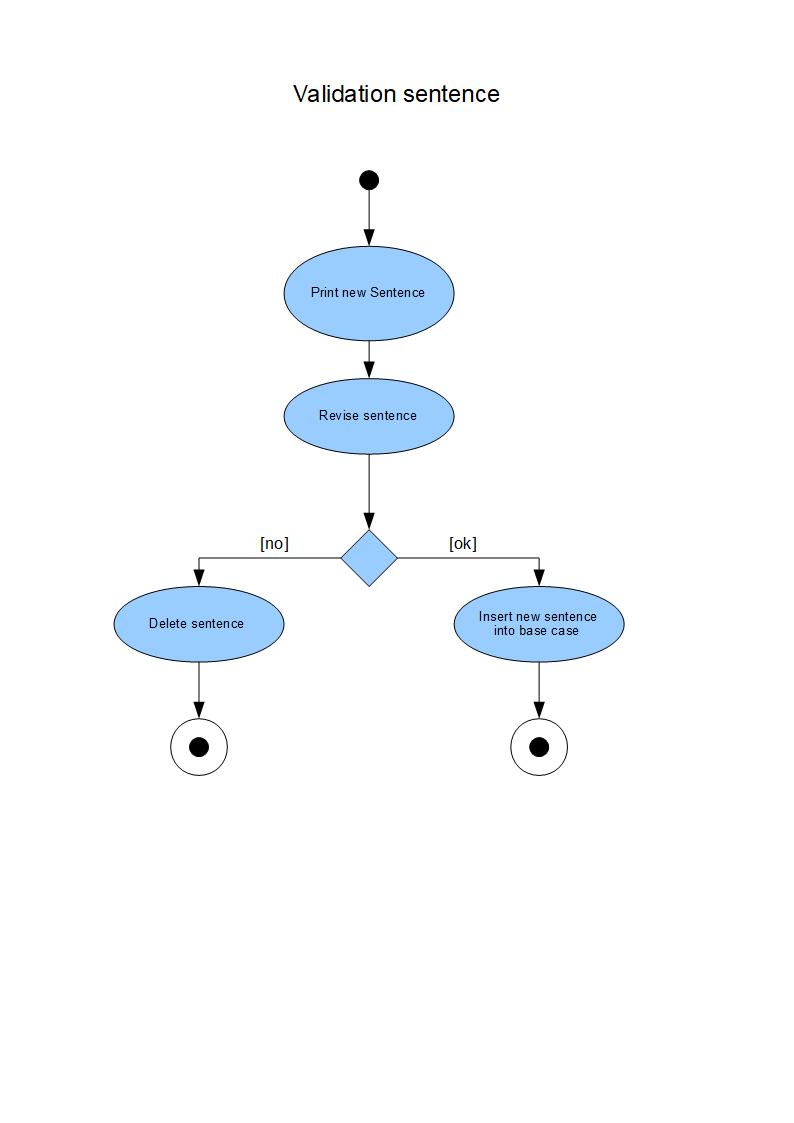 Validation sentence
Print new Sentence
Revise sentence
[no]
[ok]
Delete sentence
Insert new sentence
into base case